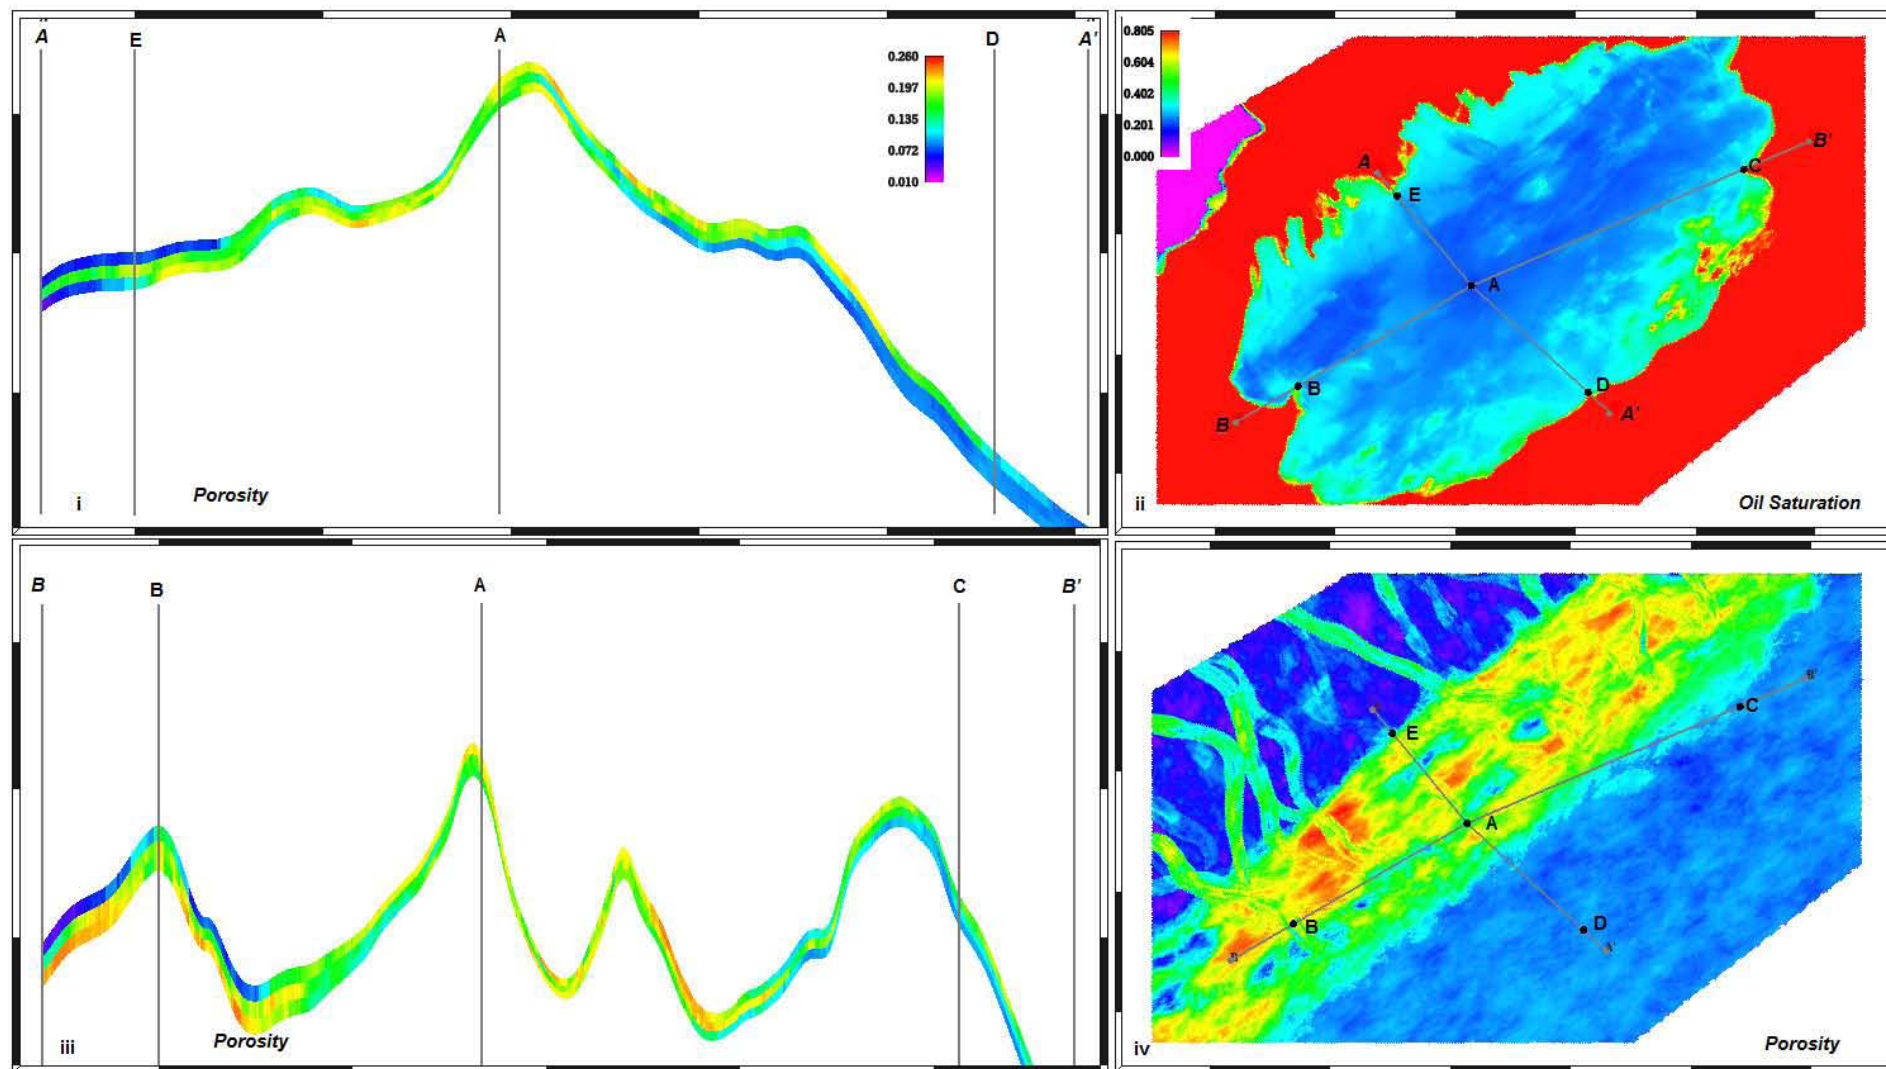 A E A D A'
0.260
0.197
0.135
0.072
0.010
i Porosity
0.805
0.604
0.402
0.201
0.000
B'
A
C
E
A
D
B
A'
B
ii Oil Saturation
B B A C B'
iii Porosity
C
E
A
B
D
iv Porosity